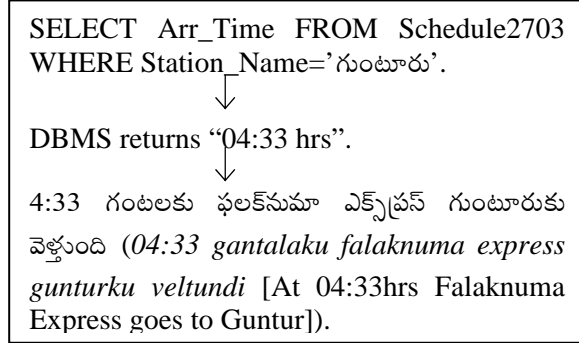 SELECT Arr_Time FROM Schedule2703
WHERE Station_Name=’గుంటూరు’.
DBMS returns “04:33 hrs”.
4:33 గంటలకు ఫలక్‌నుమా ఎక్స్‌ప్రస్ గుంటూరుకు
వెళ్తుంది (04:33 gantalaku falaknuma express
gunturku veltundi [At 04:33hrs Falaknuma
Express goes to Guntur]).